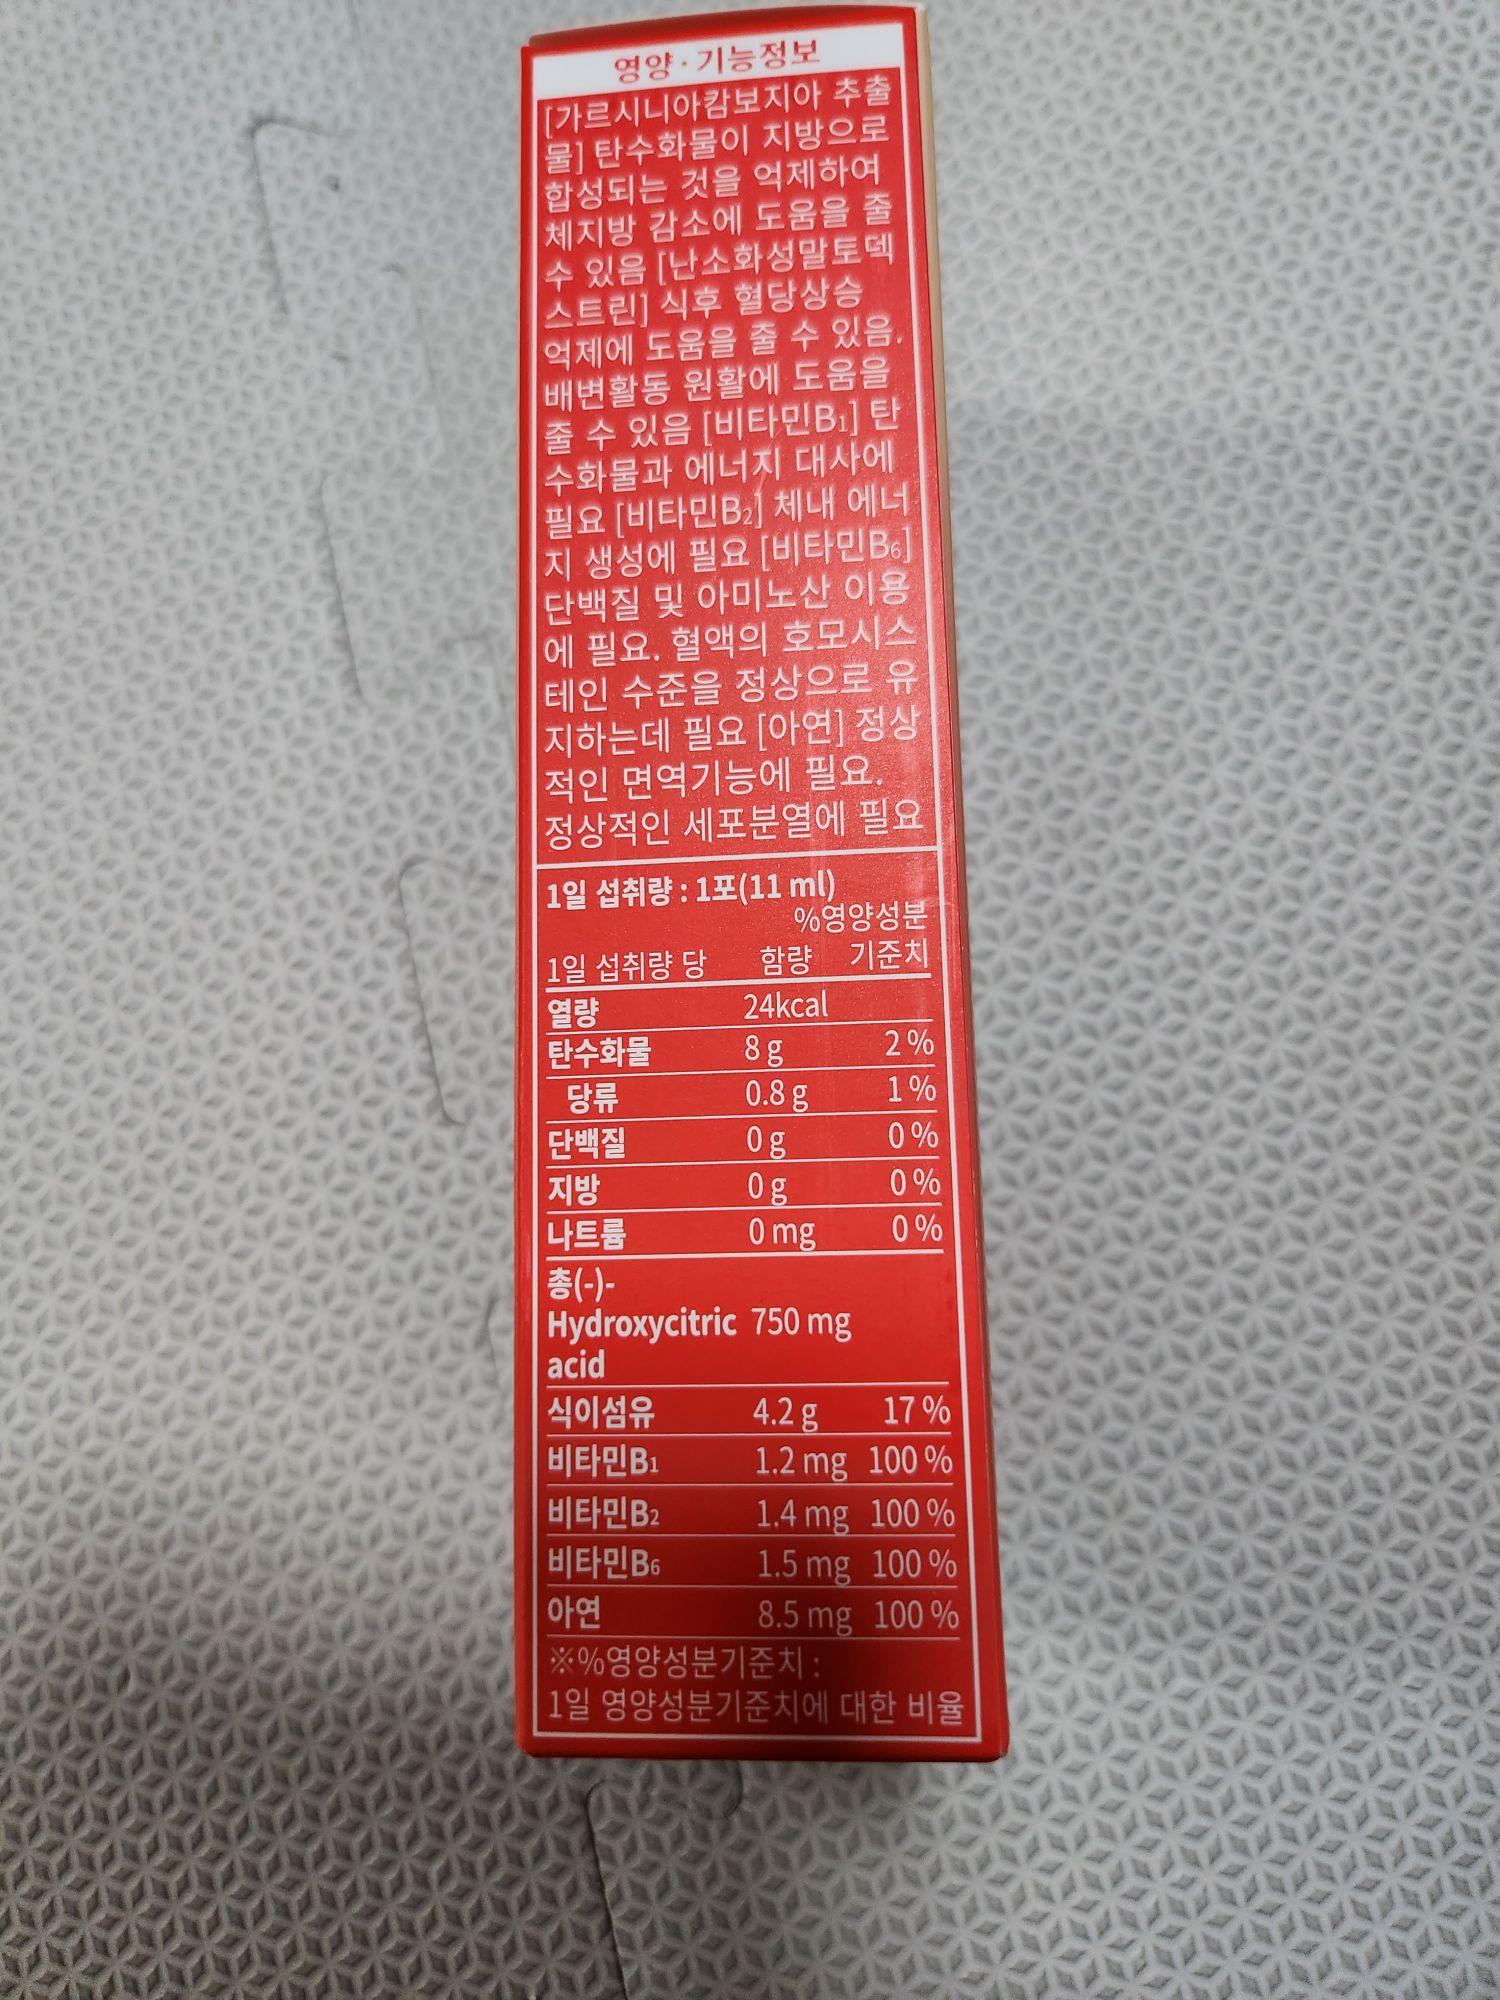 영양·기능정보
[가르시니아캄보지아 추출
물] 탄수화물이 지방으로
합성되는 것을 억제하여
체지방 감소에 도움을 줄
수 있음 [난소화성말토덱
스트린] 식후 혈당상승
억제에 도움을 줄 수 있음.
배변활동 원활에 도움을
줄 수 있음 [비타민B1] 탄
수화물과 에너지 대사에
필요 [비타민B2] 체내 에너
지 생성에 필요 [비타민B6]
단백질 및 아미노산 이용
에 필요. 혈액의 호모시스
테인 수준을 정상으로 유
지하는데 필요 [아연] 정상
적인 면역기능에 필요.
정상적인 세포분열에 필요
1일 섭취량 : 1포(11 ml)
%영양성분
1일 섭취량 당 함량 기준치
열량 24kcal
탄수화물 8 g 2 %
당류 0.8 g 1 %
단백질 0 g 0 %
지방 0 g 0 %
나트륨 0 mg 0 %
총(-)-
Hydroxycitric 750 mg
acid
식이섬유 4.2 g 17 %
비타민B1 1.2 mg 100 %
비타민B2 1.4 mg 100 %
비타민B6 1.5 mg 100 %
아연 8.5 mg 100 %
※%영양성분기준치 :
1일 영양성분기준치에 대한 비율